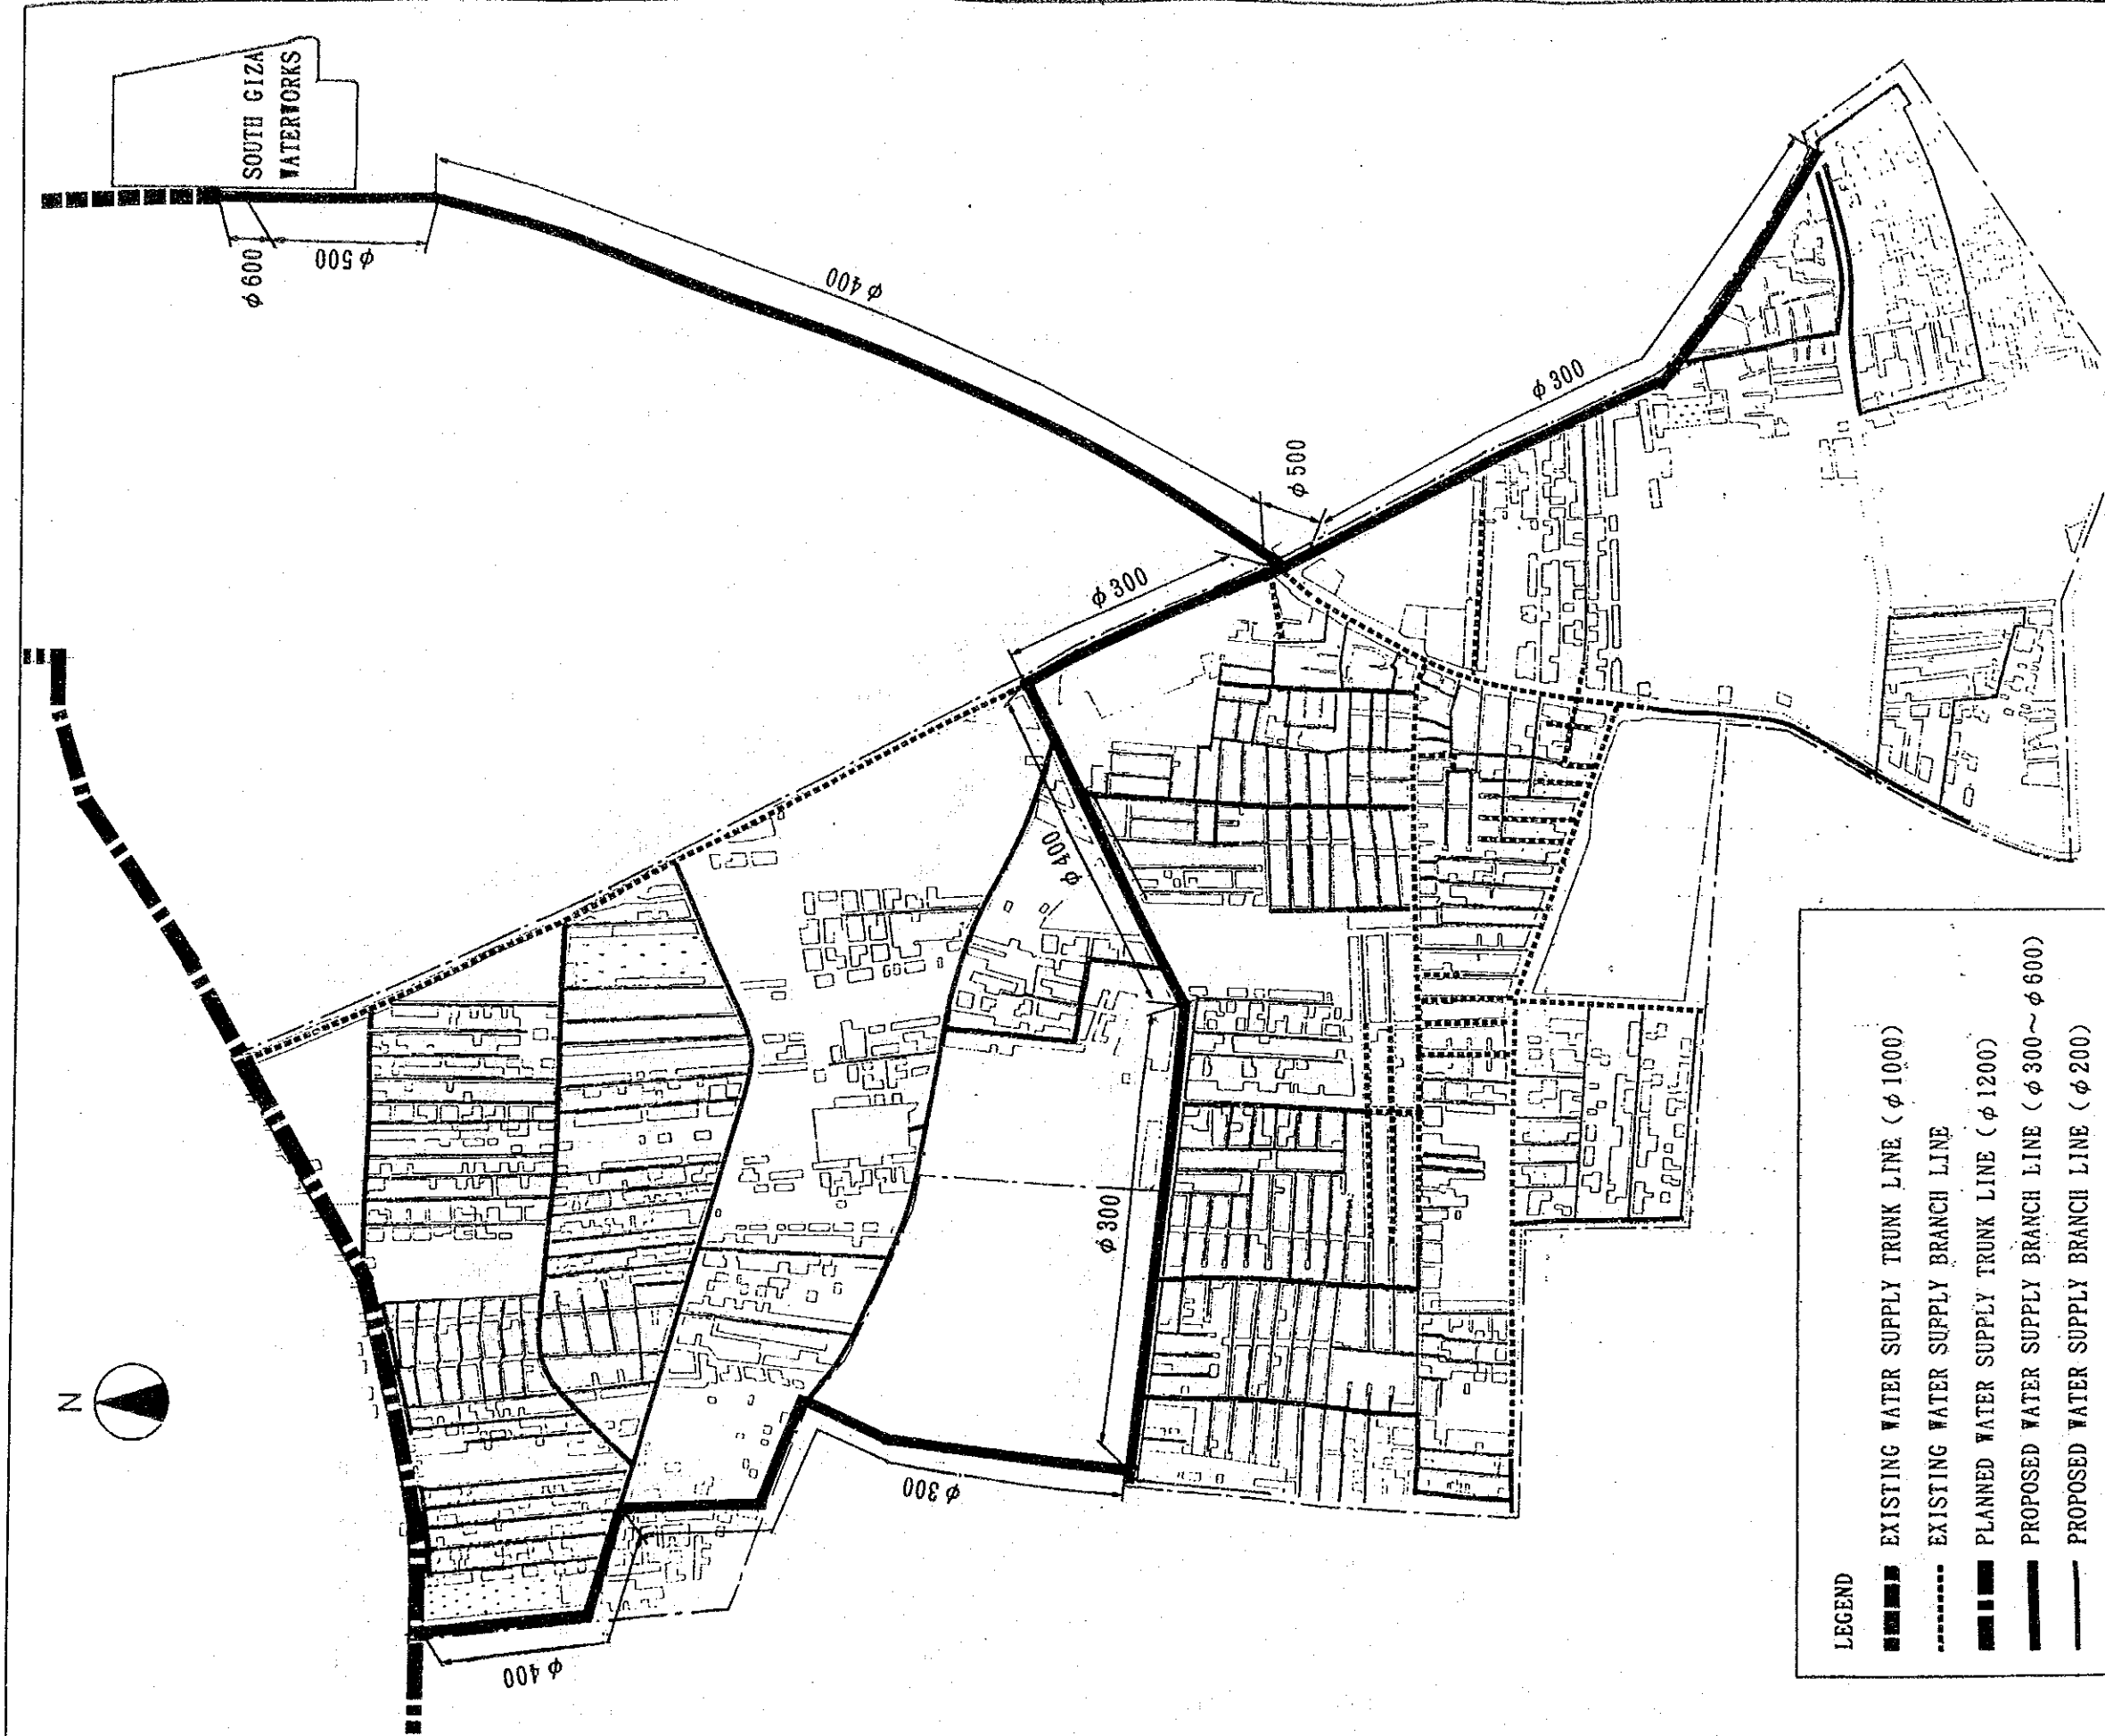 SOUTH GIZA
WATERWORKS
φ600
φ500
φ400
φ300
φ500
φ300
φ400
φ300
φ300
φ400
N
LEGEND
EXISTING WATER SUPPLY TRUNK LINE (φ1000)
EXISTING WATER SUPPLY BRANCH LINE
PLANNED WATER SUPPLY TRUNK LINE (φ1200)
PROPOSED WATER SUPPLY BRANCH LINE (φ300~φ600)
PROPOSED WATER SUPPLY BRANCH LINE (φ200)